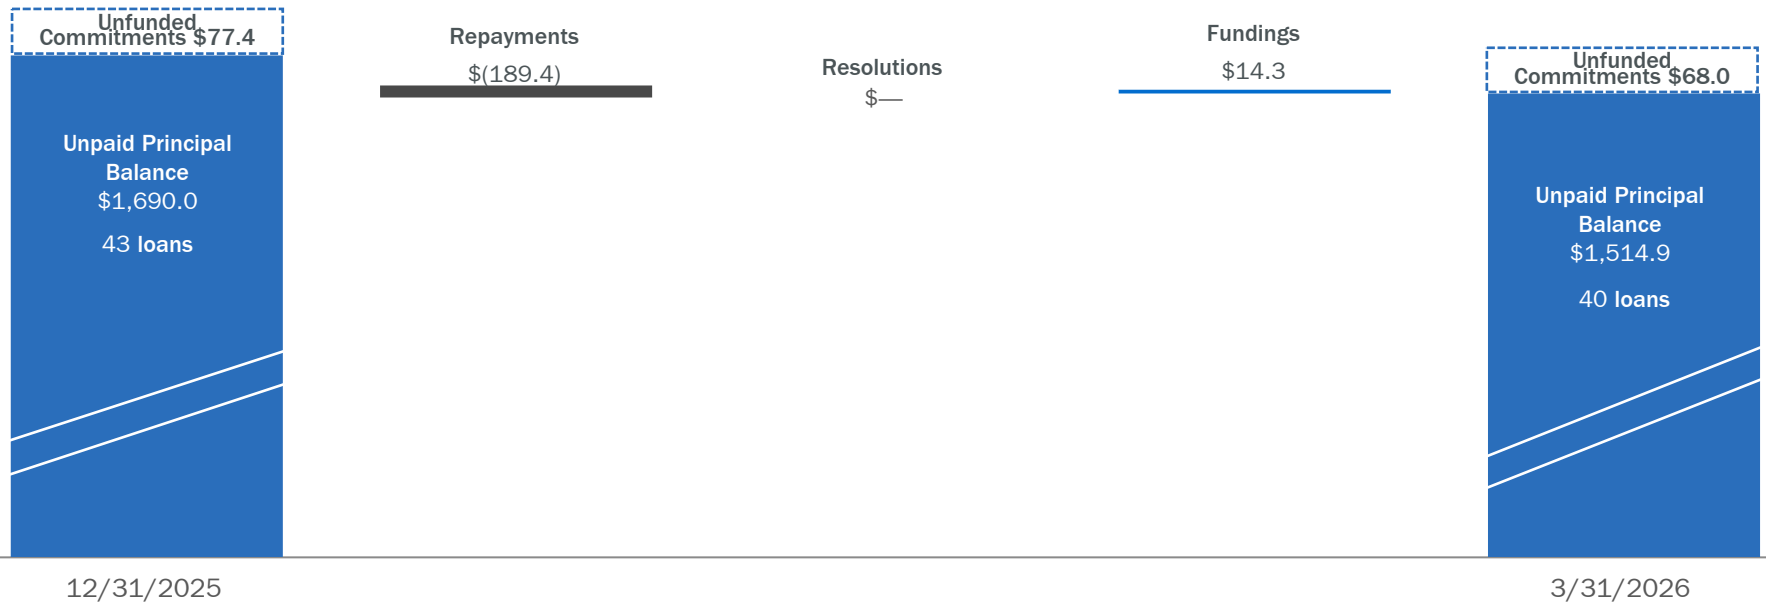 Unfunded
Commitments $77.4
Unpaid Principal
Balance
$1,690.0
43 loans
12/31/2025
Repayments
$(189.4)
Resolutions
$—
Fundings
$14.3
Unfunded
Commitments $68.0
Unpaid Principal
Balance
$1,514.9
40 loans
3/31/2026